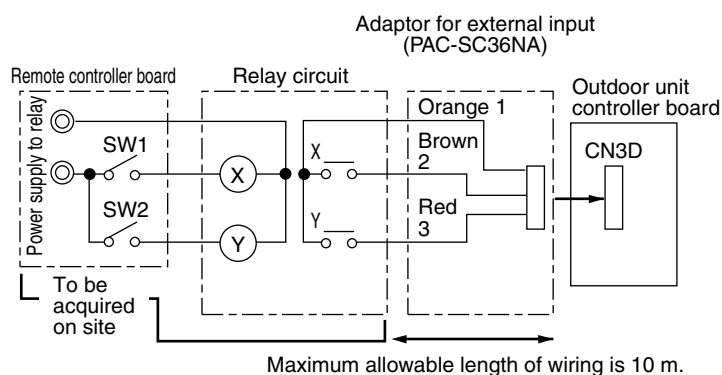 Adaptor for external input
(PAC-SC36NA)
Remote controller board
Relay circuit
Outdoor unit
controller board
Power supply to relay
SW1
SW2
X
Y
X
Y
Orange 1
Brown
2
Red
3
CN3D
To be
acquired
on site
Maximum allowable length of wiring is 10 m.